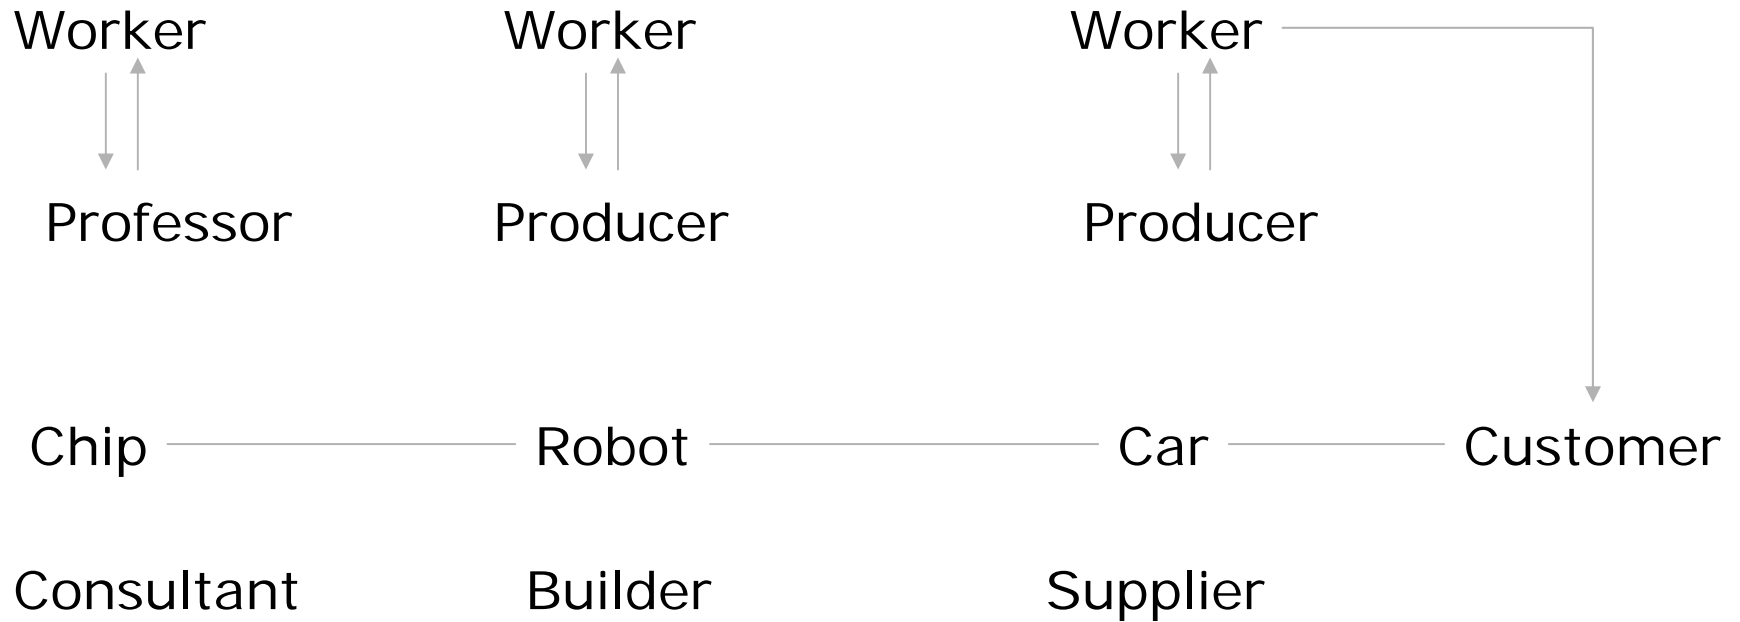 Worker Worker Worker
Professor Producer Producer
Chip Robot Car Customer
Consultant Builder Supplier